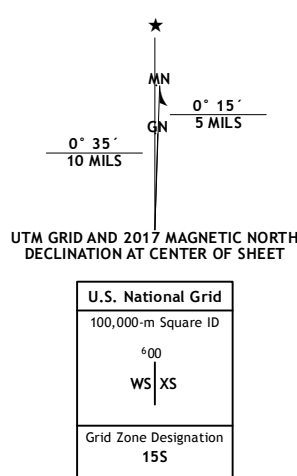 ★
MN
0° 15´
GN
5 MILS
0° 35´
10 MILS
UTM GRID AND 2017 MAGNETIC NORTH
DECLINATION AT CENTER OF SHEET
U.S. National Grid
100,000-m Square ID
⁶00
WS XS
Grid Zone Designation
15S